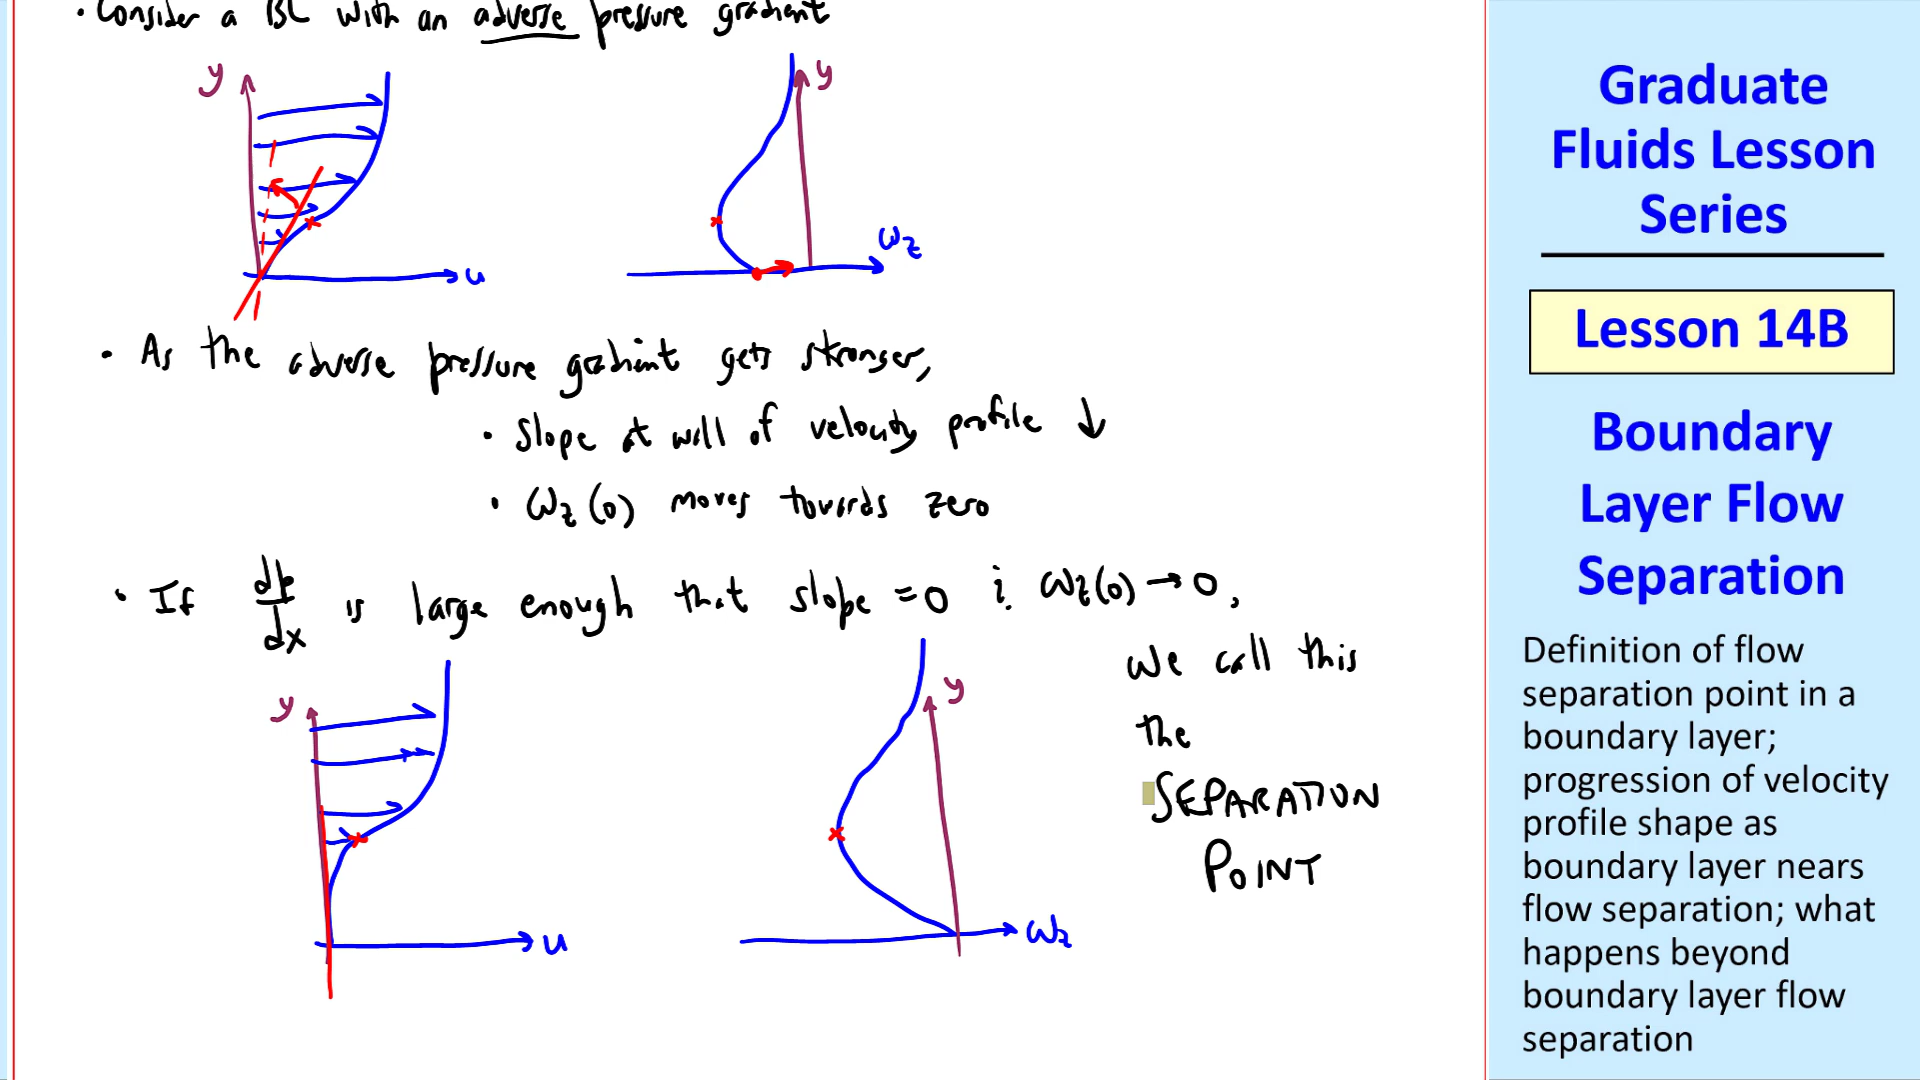 • Consider a BL with an adverse pressure gradient
y
u
y
ωz
• As the adverse pressure gradient gets stronger,
• slope at wall of velocity profile ↓
• ωz(0) moves towards zero
• If dp/dx is large enough that slope = 0 & ωz(0) → 0,
we call this
the
SEPARATION
POINT
y
u
y
ωz
Graduate
Fluids Lesson
Series
Lesson 14B
Boundary
Layer Flow
Separation
Definition of flow
separation point in a
boundary layer;
progression of velocity
profile shape as
boundary layer nears
flow separation; what
happens beyond
boundary layer flow
separation